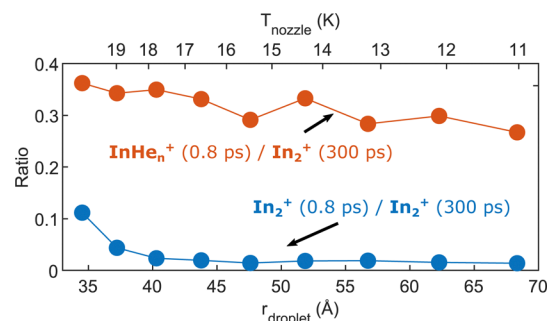 T_nozzle (K)
19 18 17 16 15 14 13 12 11
0.4
0.3
0.2
0.1
0
Ratio
InHe_n^+ (0.8 ps) / In_2^+ (300 ps)
In_2^+ (0.8 ps) / In_2^+ (300 ps)
35 40 45 50 55 60 65 70
r_droplet (Å)